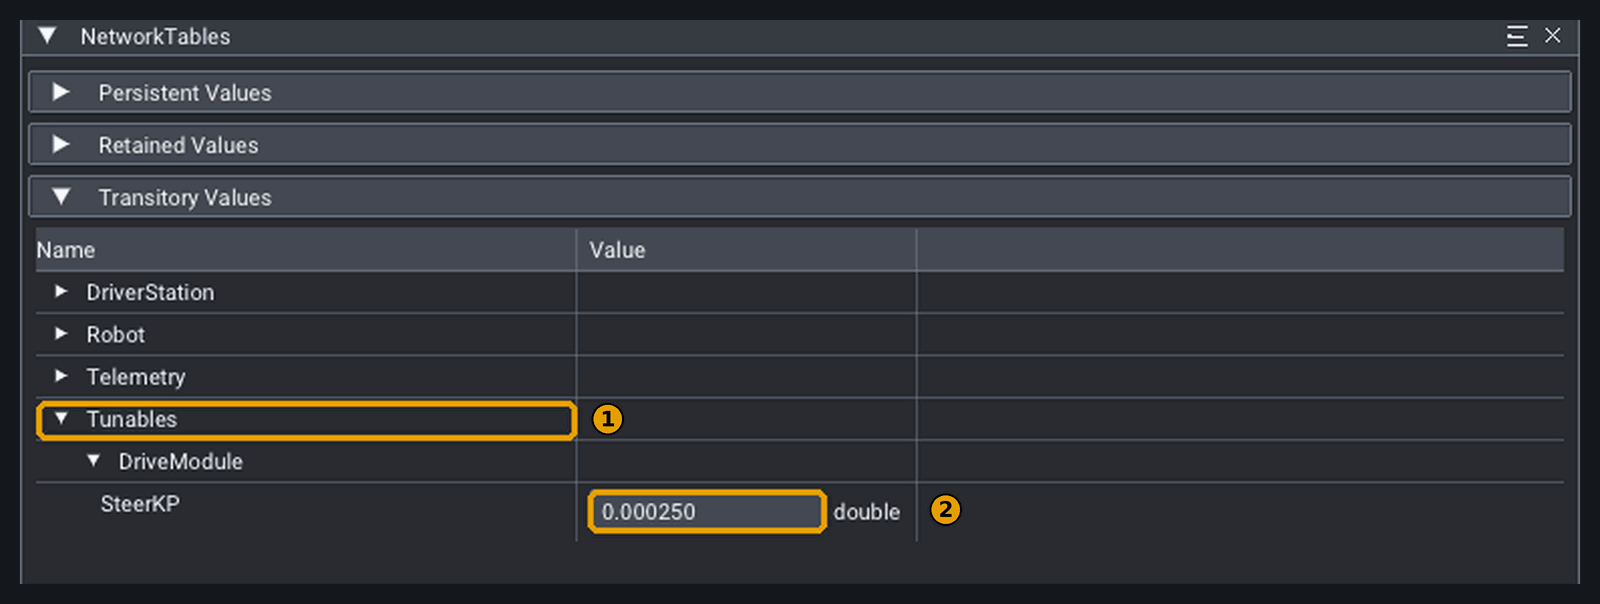 NetworkTables
Persistent Values
Retained Values
Transitory Values
Name Value
DriverStation
Robot
Telemetry
Tunables 1
DriveModule
SteerKP 0.000250 double 2